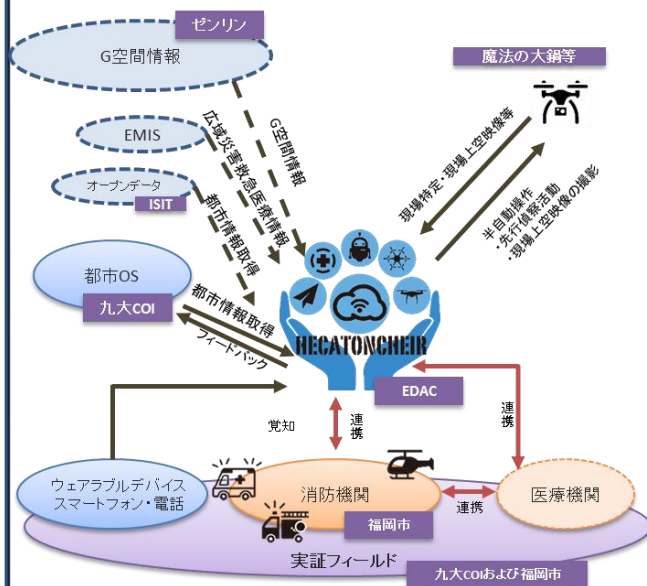 ゼンリン
G空間情報
魔法の大鍋等
EMIS
オープンデータ
ISIT
G空間情報
広域災害救急医療情報
都市情報取得
現場特定・現場上空映像等
半自動操作
・先行偵察活動
・現場上空映像の撮影
都市OS
九大COI
都市情報取得
フィードバック
HECATONCHEIR
EDAC
覚知
連携
連携
ウェアラブルデバイス
スマートフォン・電話
消防機関
福岡市
連携
医療機関
実証フィールド
九大COIおよび福岡市